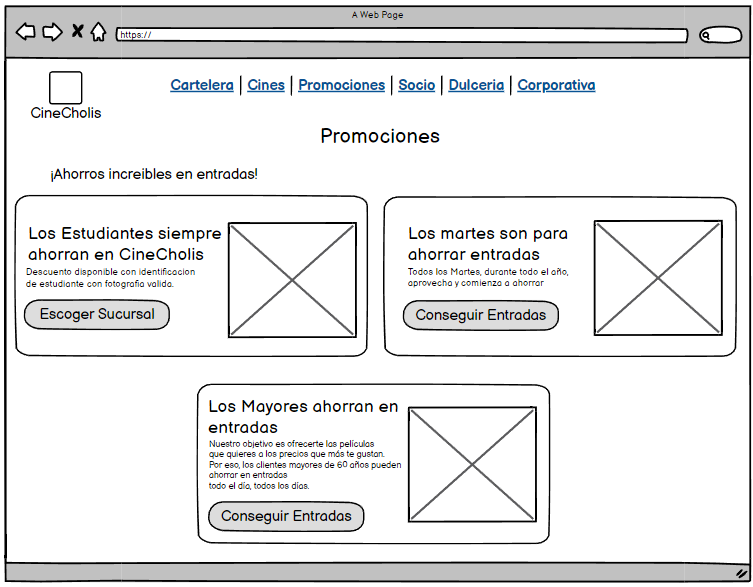 A Web Page
https://
CineCholis
Cartelera | Cines | Promociones | Socio | Dulceria | Corporativa
Promociones
¡Ahorros increibles en entradas!
Los Estudiantes siempre
ahorran en CineCholis
Descuento disponible con identificacion
de estudiante con fotografia valida.
Escoger Sucursal
Los martes son para
ahorrar entradas
Todos los Martes, durante todo el año,
aprovecha y comienza a ahorrar
Conseguir Entradas
Los Mayores ahorran en
entradas
Nuestro objetivo es ofrecerte las películas
que quieres a los precios que más te gustan.
Por eso, los clientes mayores de 60 años pueden
ahorrar en entradas
todo el día, todos los días.
Conseguir Entradas